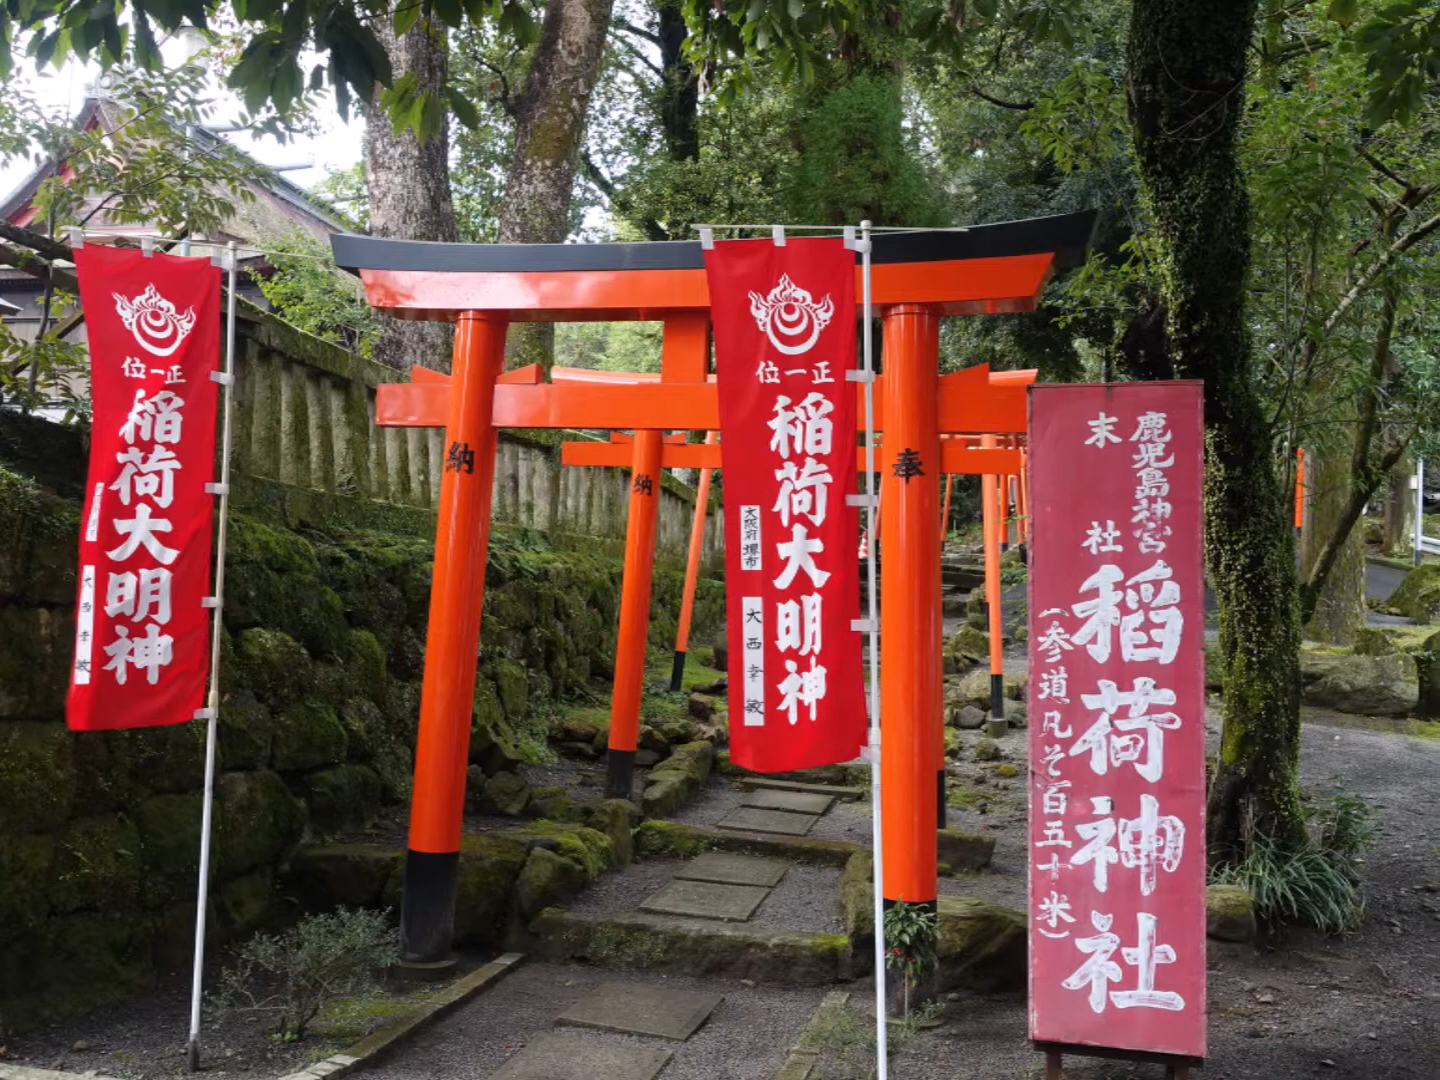 正一位
稲荷大明神
大西幸敏
納
納
正一位
稲荷大明神
大阪府堺市
大西幸敏
奉
鹿児島神宮
末社
稲荷神社
(参道凡そ百五十米)